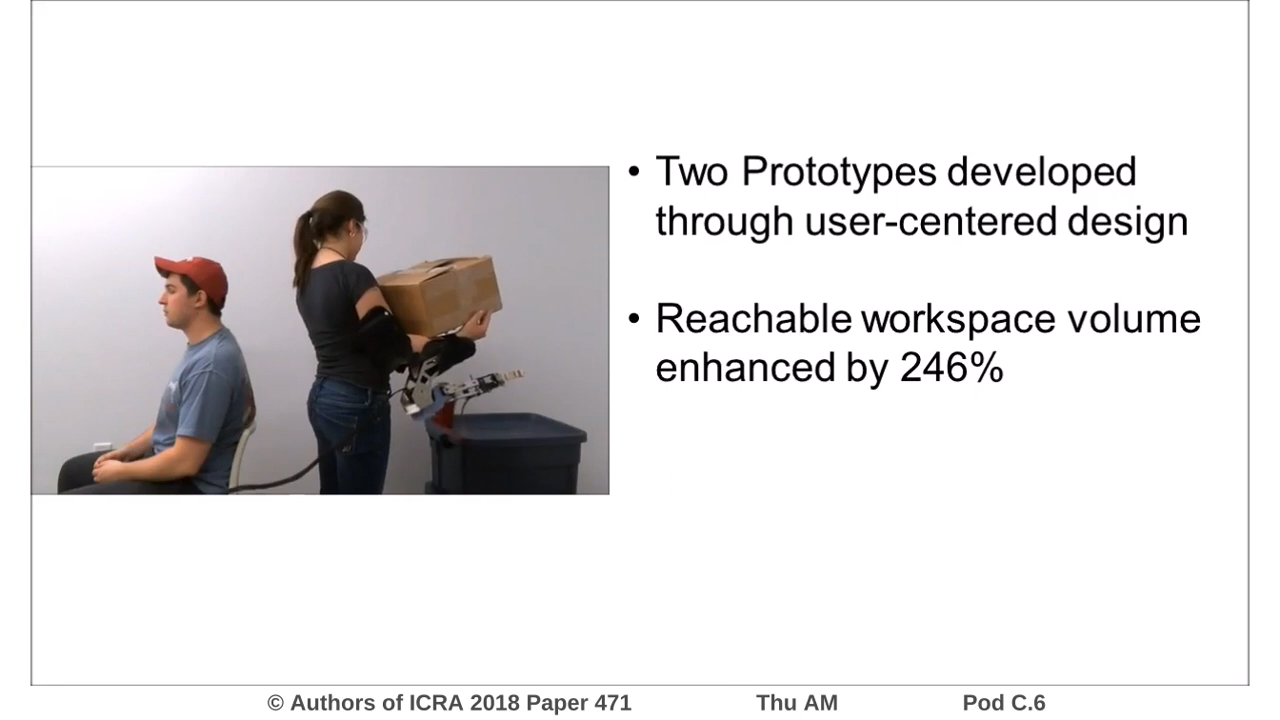 • Two Prototypes developed
through user-centered design
• Reachable workspace volume
enhanced by 246%
© Authors of ICRA 2018 Paper 471 Thu AM Pod C.6